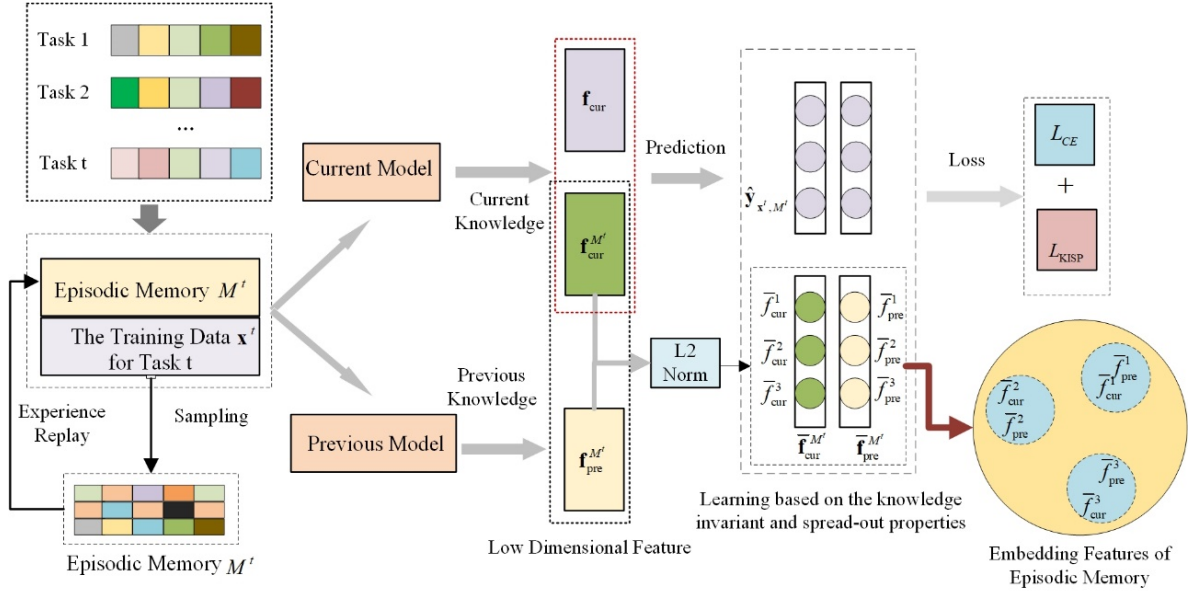 Task 1
Task 2
...
Task t
Episodic Memory M^t
The Training Data x^t
for Task t
Experience
Replay
Sampling
Episodic Memory M^t
Current Model
Previous Model
Current
Knowledge
Previous
Knowledge
f_cur
f_cur^{M^t}
f_pre^{M^t}
Low Dimensional Feature
Prediction
L2
Norm
ŷ_{x^t, M^t}
f̅_cur^1 f̅_pre^1
f̅_cur^2 f̅_pre^2
f̅_cur^3 f̅_pre^3
f̅_cur^{M^t} f̅_pre^{M^t}
Learning based on the knowledge
invariant and spread-out properties
Loss
L_CE
+
L_KISP
f̅_pre^1
f̅_cur^1
f̅_cur^2
f̅_pre^2
f̅_pre^3
f̅_cur^3
Embedding Features of
Episodic Memory